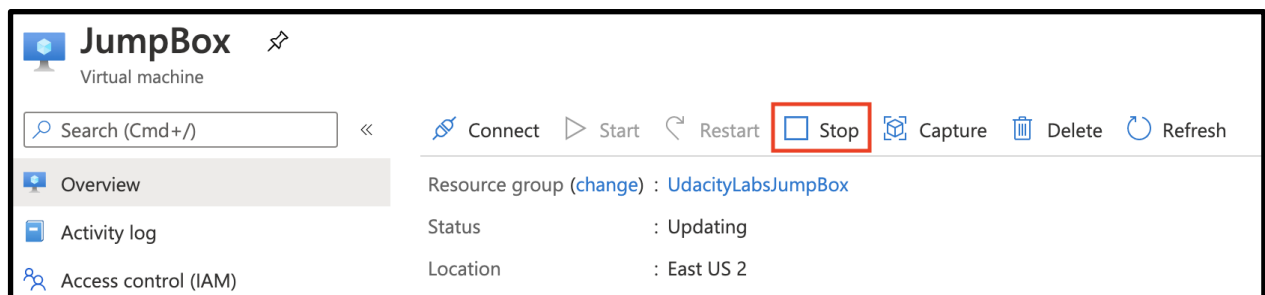 JumpBox
Virtual machine
Search (Cmd+/)
«
Connect Start Restart Stop Capture Delete Refresh
Overview
Activity log
Access control (IAM)
Resource group (change) : UdacityLabsJumpBox
Status : Updating
Location : East US 2